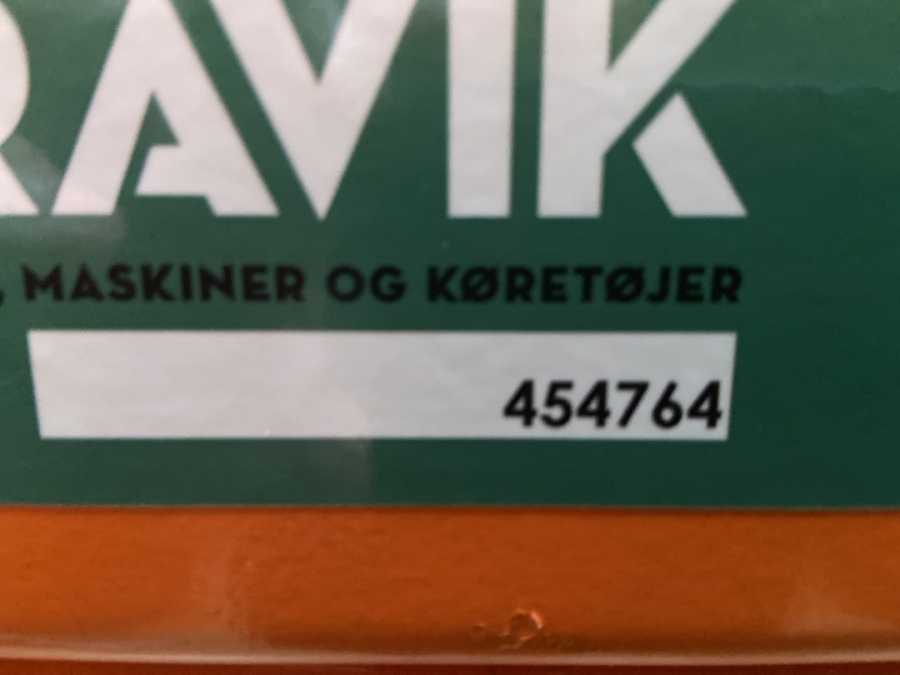 RAVIK
, MASKINER OG KØRETØJER
454764